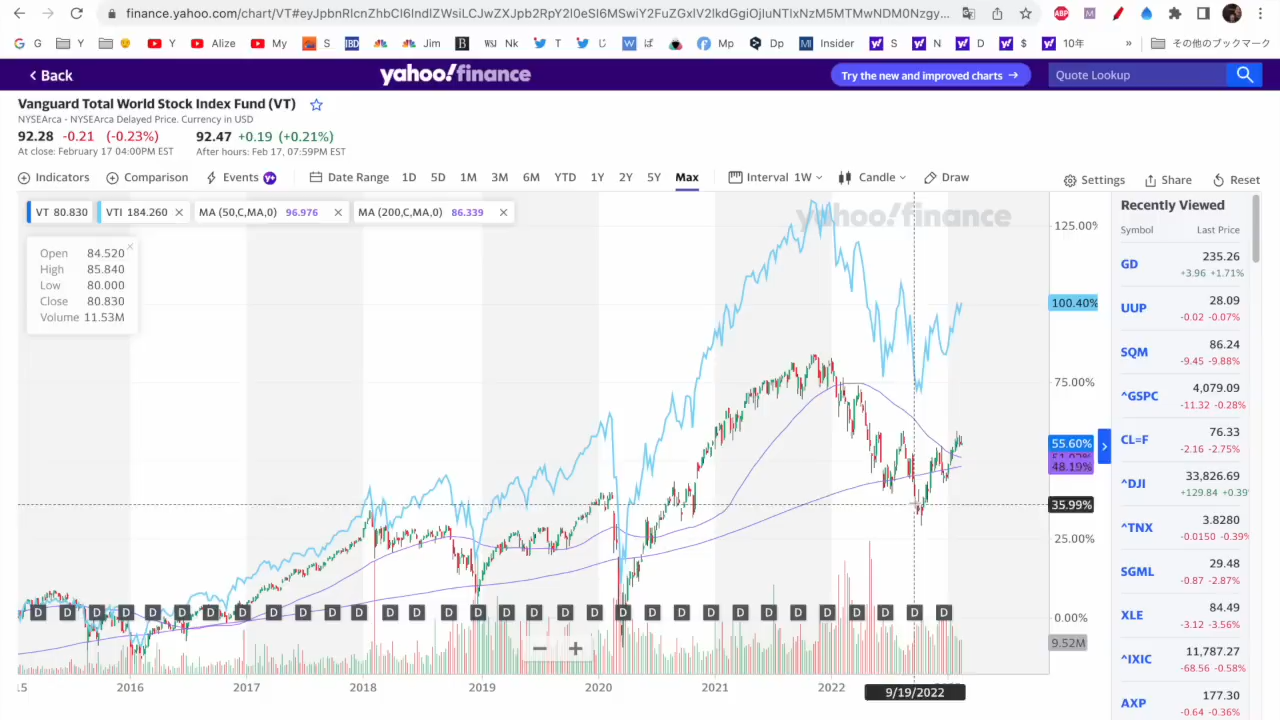 finance.yahoo.com/chart/VT#eyJpbnRlcnZhbCI6IndlZWsiLCJwZXJpb2RpY2l0eSI6MSwiY2FuZGxlV2lkdGgiOjIuNTIxNzM5MTMwNDM0Nzgy...
G Y Y Alize My S IBD Jim B WSJ Nk T じ ば Mp Dp Insider S N D $ 10年 » その他のブックマーク
< Back
yahoo!finance
Try the new and improved charts →
Quote Lookup
Vanguard Total World Stock Index Fund (VT)
NYSEArca - NYSEArca Delayed Price. Currency in USD
92.28 -0.21 (-0.23%) 92.47 +0.19 (+0.21%)
At close: February 17 04:00PM EST After hours: Feb 17, 07:59PM EST
Indicators Comparison Events Y+ Date Range 1D 5D 1M 3M 6M YTD 1Y 2Y 5Y Max Interval 1W Candle Draw Settings Share Reset
VT 80.830 VTI 184.260 MA (50,C,MA,0) 96.976 MA (200,C,MA,0) 86.339
yahoo!finance
Open 84.520
High 85.840
Low 80.000
Close 80.830
Volume 11.53M
125.00%
100.40%
75.00%
55.60%
48.19%
35.99%
25.00%
0.00%
9.52M
D D D D D D D D D D D D D D D D D D D D D D D D D D D D D D D D
− +
15 2016 2017 2018 2019 2020 2021 2022
9/19/2022
Recently Viewed
Symbol Last Price
GD 235.26
+3.96 +1.71%
UUP 28.09
-0.02 -0.07%
SQM 86.24
-9.45 -9.88%
^GSPC 4,079.09
-11.32 -0.28%
CL=F 76.33
-2.16 -2.75%
^DJI 33,826.69
+129.84 +0.39
^TNX 3.8280
-0.0150 -0.39%
SGML 29.48
-0.87 -2.87%
XLE 84.49
-3.12 -3.56%
^IXIC 11,787.27
-68.56 -0.58%
AXP 177.30
-0.64 -0.36%